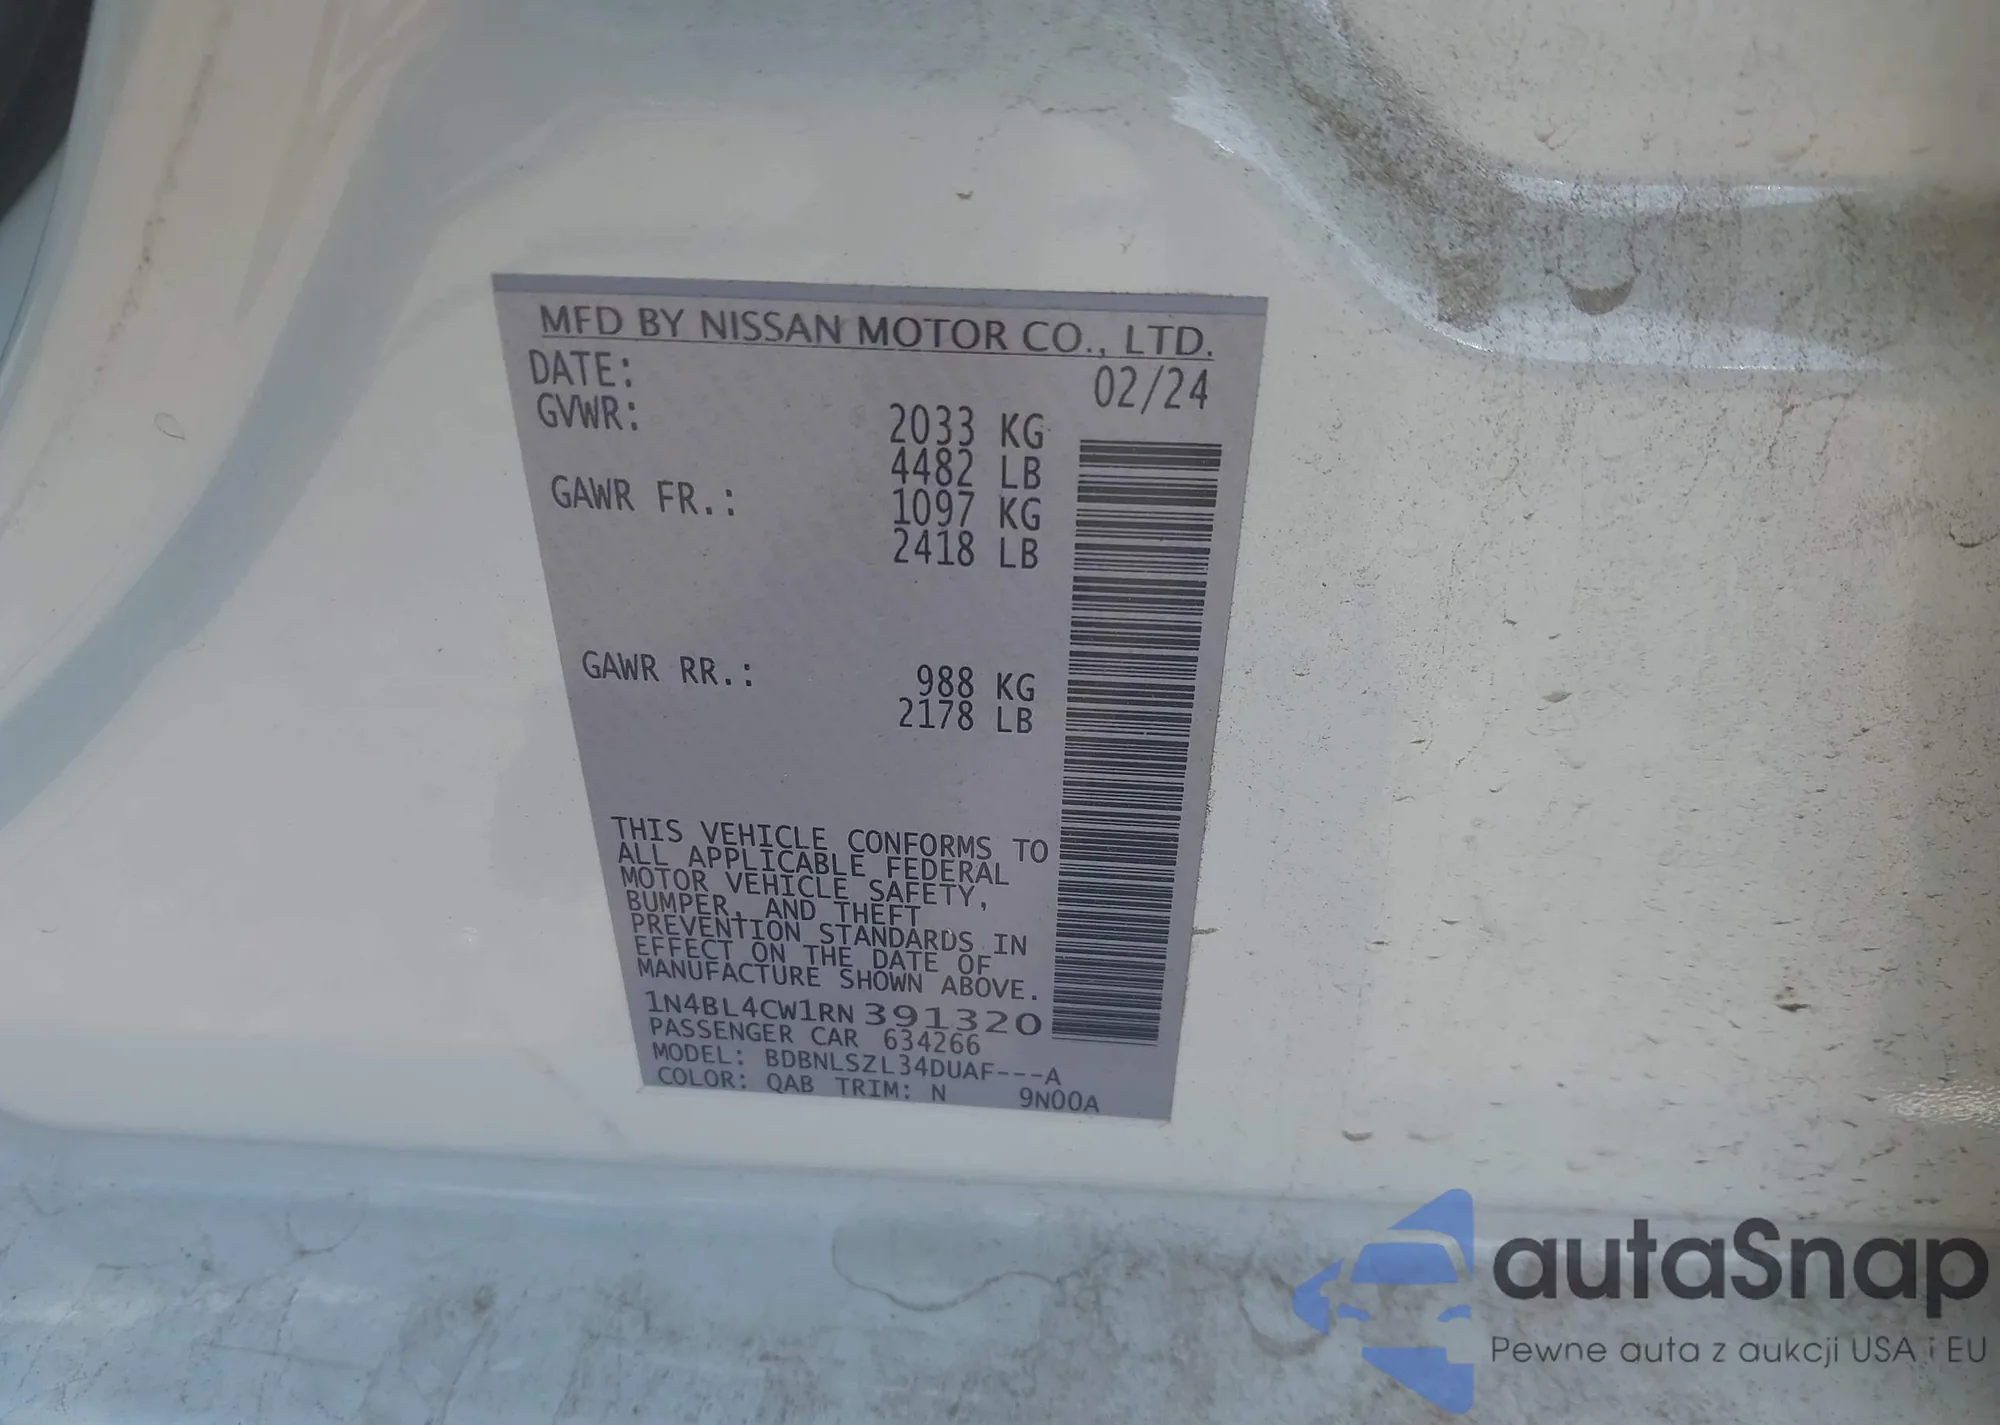 MFD BY NISSAN MOTOR CO., LTD.
DATE: 02/24
GVWR: 2033 KG
4482 LB
GAWR FR.: 1097 KG
2418 LB
GAWR RR.: 988 KG
2178 LB
THIS VEHICLE CONFORMS TO
ALL APPLICABLE FEDERAL
MOTOR VEHICLE SAFETY,
BUMPER, AND THEFT
PREVENTION STANDARDS IN
EFFECT ON THE DATE OF
MANUFACTURE SHOWN ABOVE.
1N4BL4CW1RN391320
PASSENGER CAR 634266
MODEL: BDBNLSZL34DUAF---A
COLOR: QAB TRIM: N 9N00A
autaSnap
Pewne auta z aukcji USA i EU